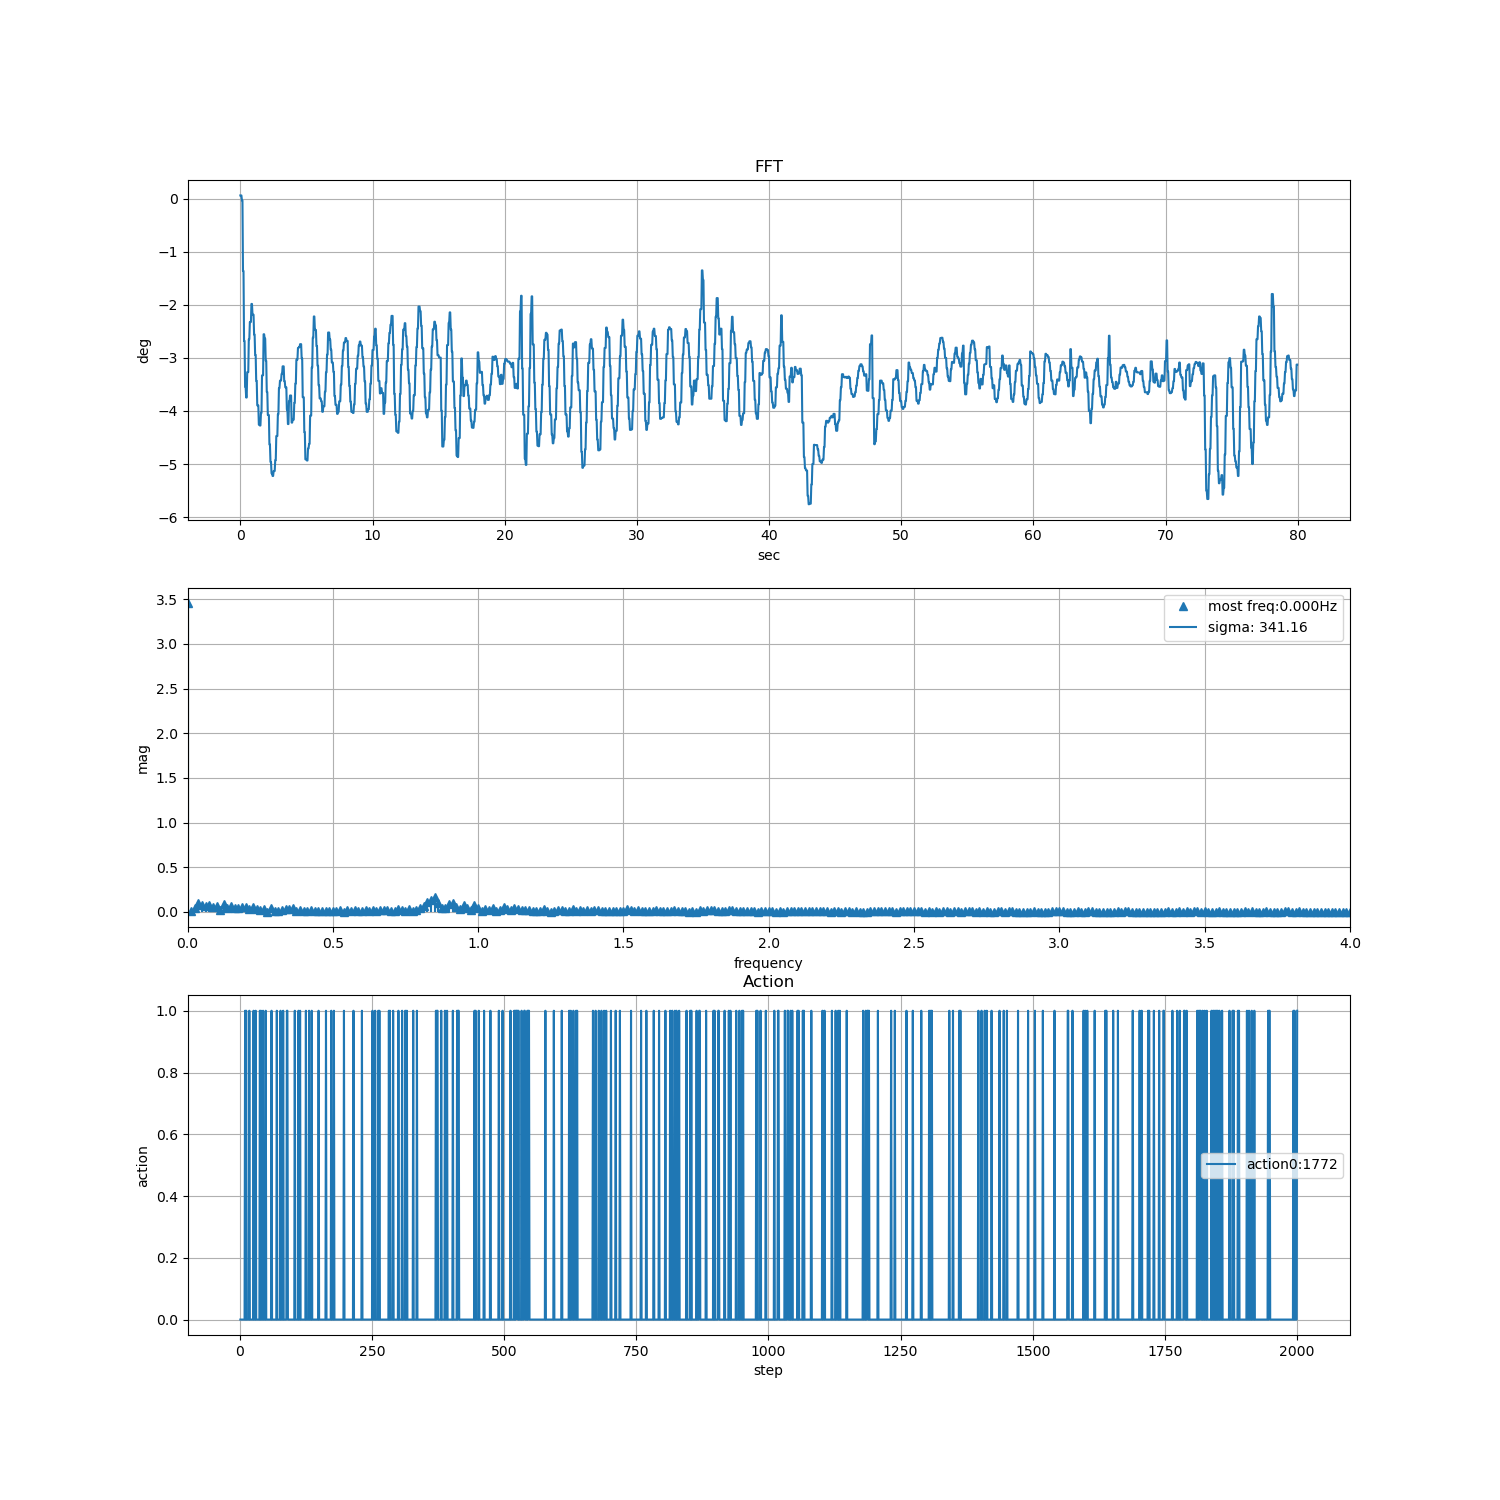 FFT
0
−1
−2
−3
−4
−5
−6
deg
0 10 20 30 40 50 60 70 80
sec
3.5
3.0
2.5
2.0
1.5
1.0
0.5
0.0
mag
most freq:0.000Hz
sigma: 341.16
0.0 0.5 1.0 1.5 2.0 2.5 3.0 3.5 4.0
frequency
Action
1.0
0.8
0.6
0.4
0.2
0.0
action
action0:1772
0 250 500 750 1000 1250 1500 1750 2000
step